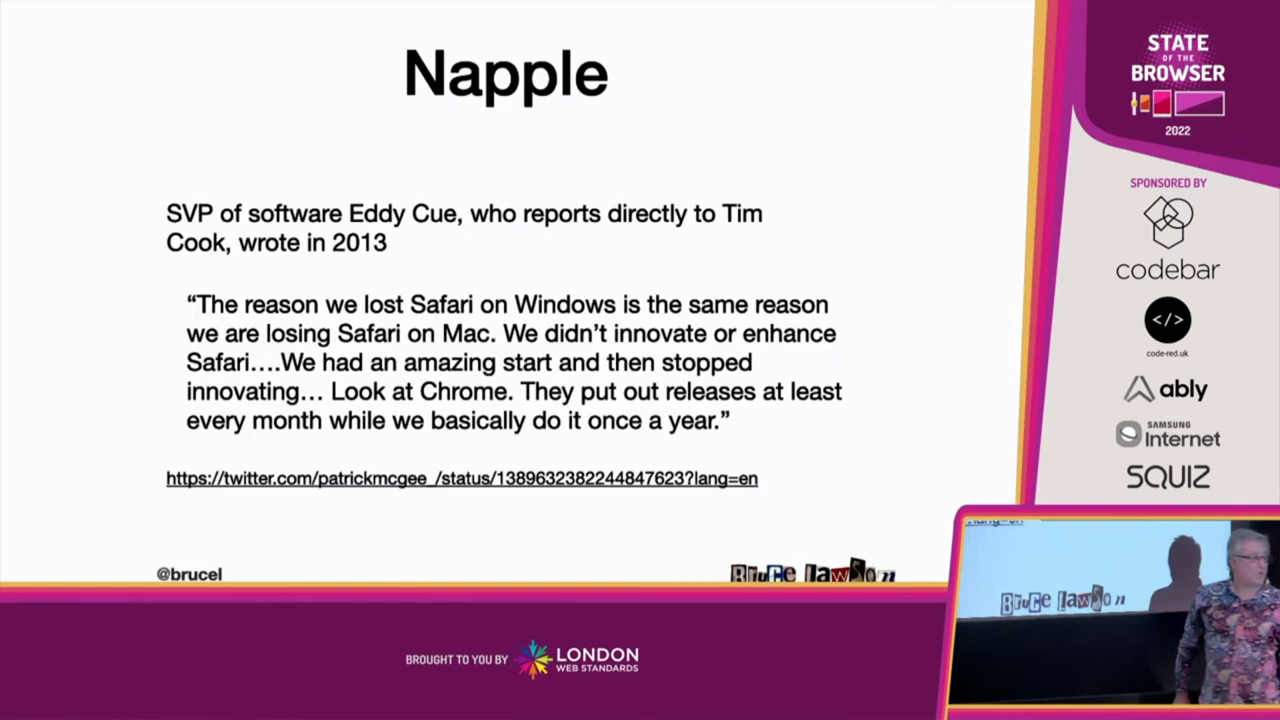 Napple
SVP of software Eddy Cue, who reports directly to Tim
Cook, wrote in 2013
“The reason we lost Safari on Windows is the same reason
we are losing Safari on Mac. We didn’t innovate or enhance
Safari….We had an amazing start and then stopped
innovating… Look at Chrome. They put out releases at least
every month while we basically do it once a year.”
https://twitter.com/patrickmcgee_/status/1389632382244847623?lang=en
@brucel
Bruce Lawson
BROUGHT TO YOU BY
LONDON
WEB STANDARDS
STATE
OF THE
BROWSER
2022
SPONSORED BY
codebar
</>
code-red.uk
ably
SAMSUNG
Internet
SQUIZ
Bruce Lawson